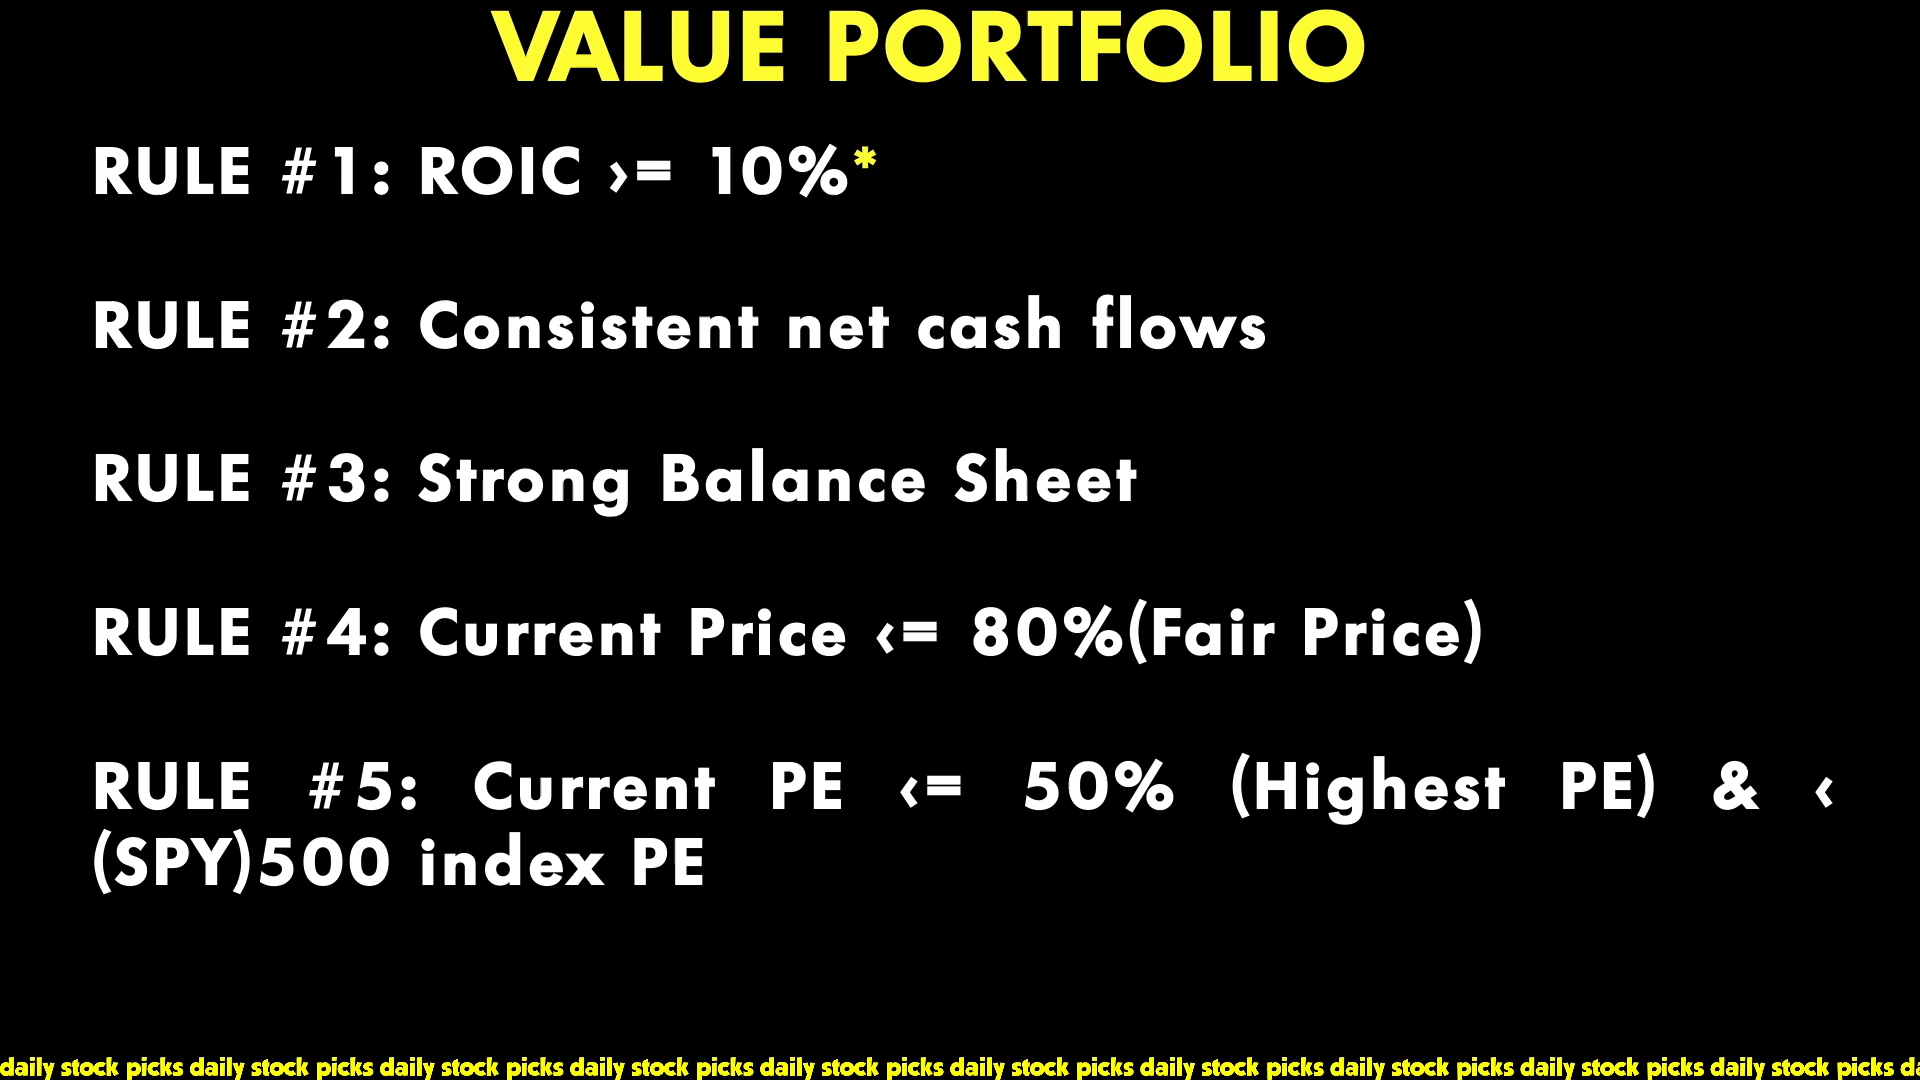 VALUE PORTFOLIO
RULE #1: ROIC >= 10%*
RULE #2: Consistent net cash flows
RULE #3: Strong Balance Sheet
RULE #4: Current Price <= 80%(Fair Price)
RULE #5: Current PE <= 50% (Highest PE) & <
(SPY)500 index PE
daily stock picks daily stock picks daily stock picks daily stock picks daily stock picks daily stock picks daily stock picks daily stock picks daily stock picks daily stock picks da